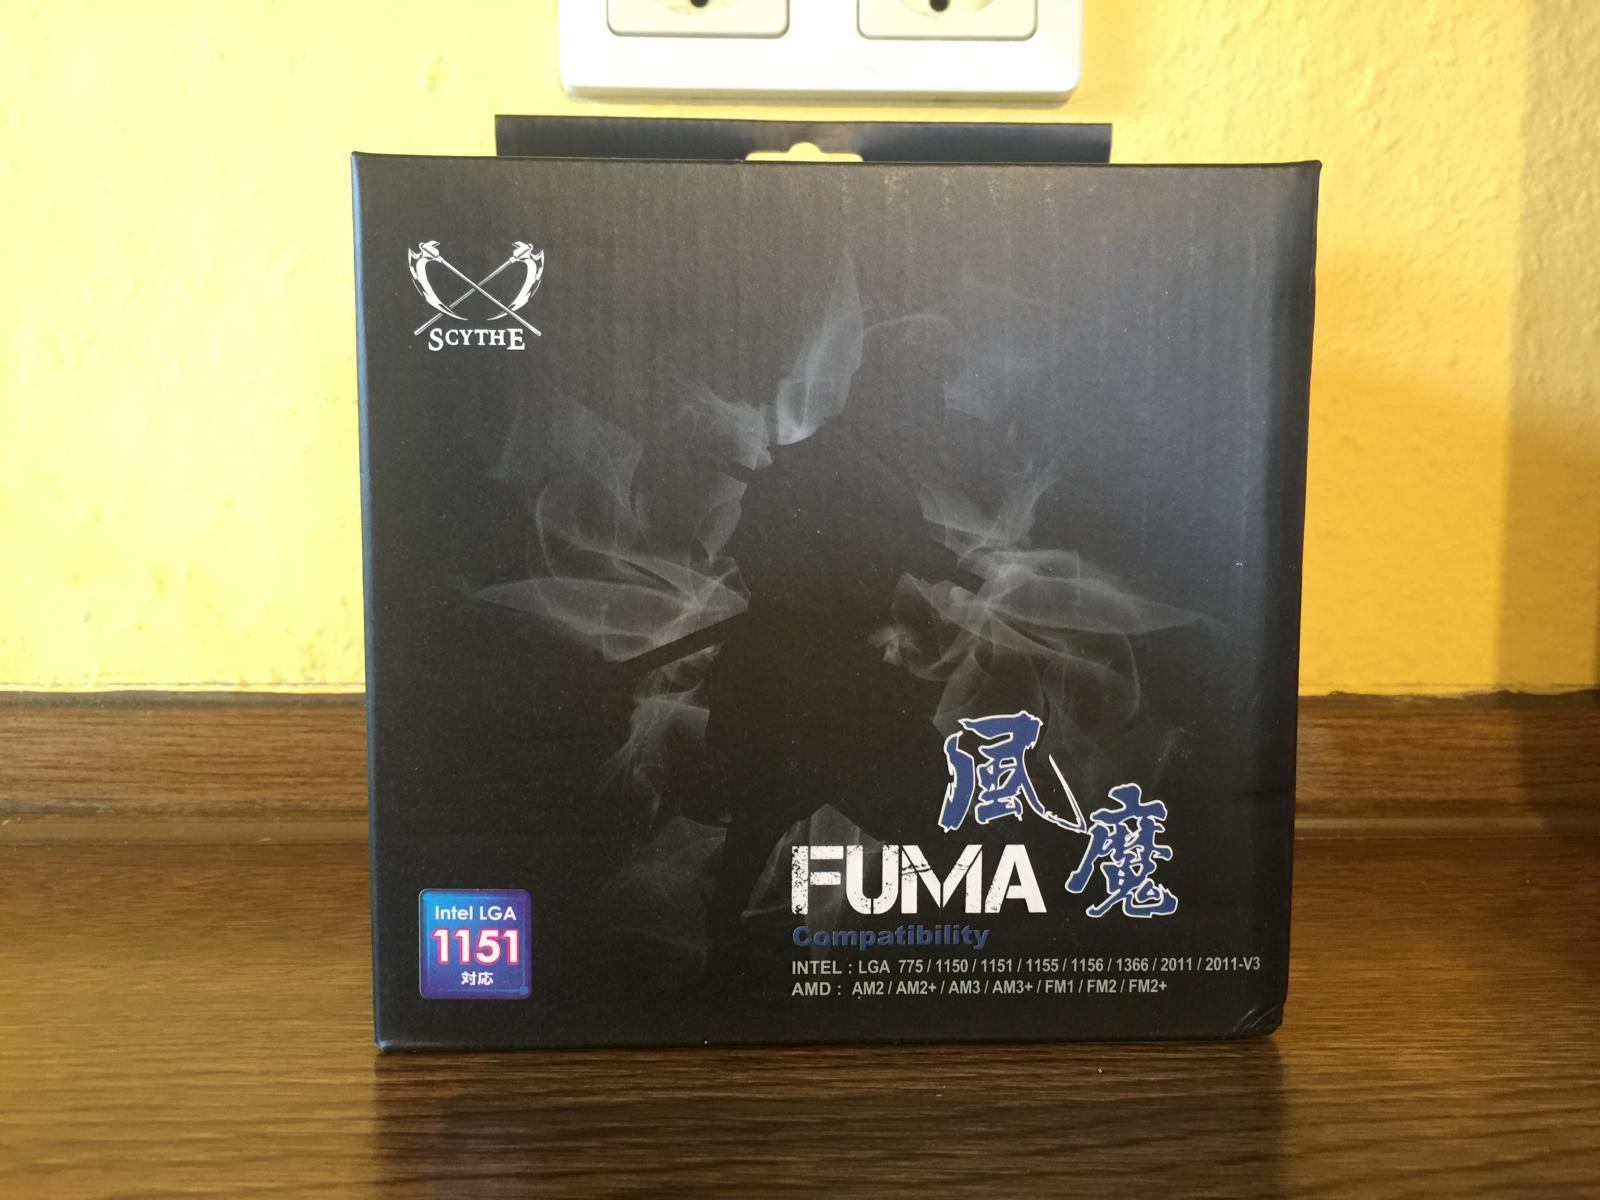 SCYTHE
風魔
FUMA
Compatibility
INTEL : LGA 775 / 1150 / 1151 / 1155 / 1156 / 1366 / 2011 / 2011-V3
AMD : AM2 / AM2+ / AM3 / AM3+ / FM1 / FM2 / FM2+
Intel LGA
1151
対応